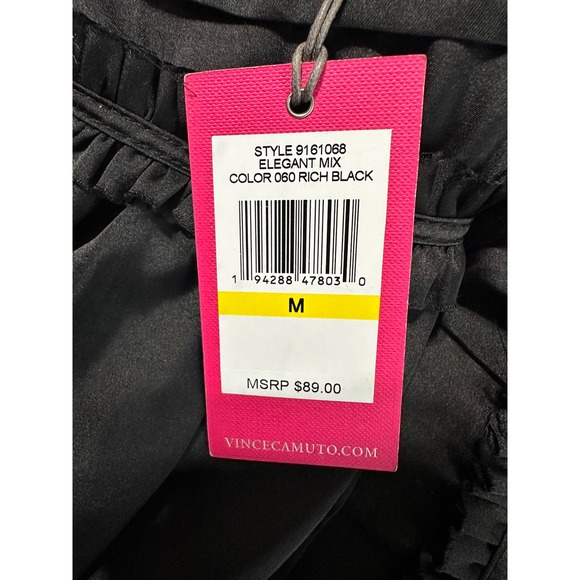 STYLE 9161068
ELEGANT MIX
COLOR 060 RICH BLACK
1 94288 47803 0
M
MSRP $89.00
VINCECAMUTO.COM